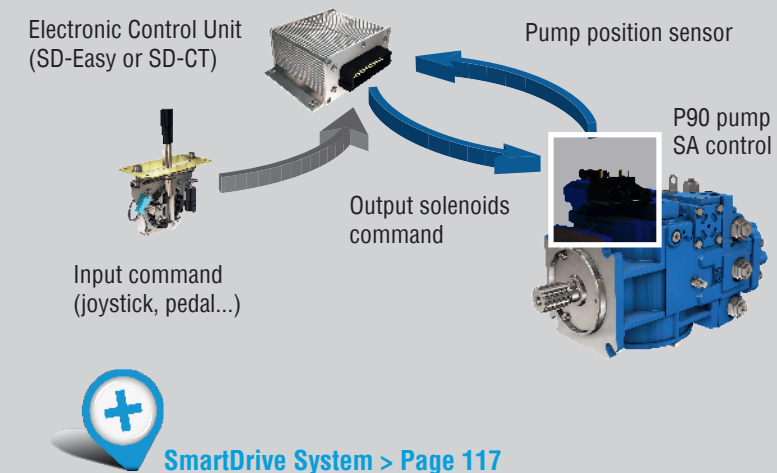 Electronic Control Unit
(SD-Easy or SD-CT)
Pump position sensor
P90 pump
SA control
Output solenoids
command
Input command
(joystick, pedal...)
SmartDrive System > Page 117